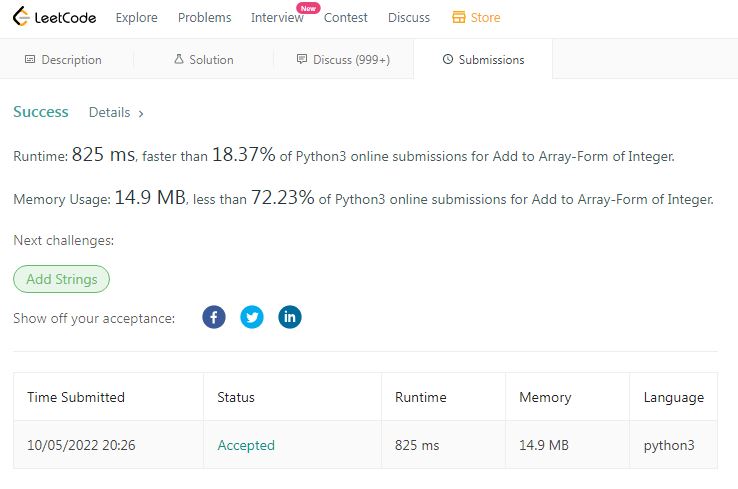 LeetCode Explore Problems Interview New Contest Discuss Store
Description Solution Discuss (999+) Submissions
Success Details ›
Runtime: 825 ms, faster than 18.37% of Python3 online submissions for Add to Array-Form of Integer.
Memory Usage: 14.9 MB, less than 72.23% of Python3 online submissions for Add to Array-Form of Integer.
Next challenges:
Add Strings
Show off your acceptance:
Time Submitted Status Runtime Memory Language
10/05/2022 20:26 Accepted 825 ms 14.9 MB python3